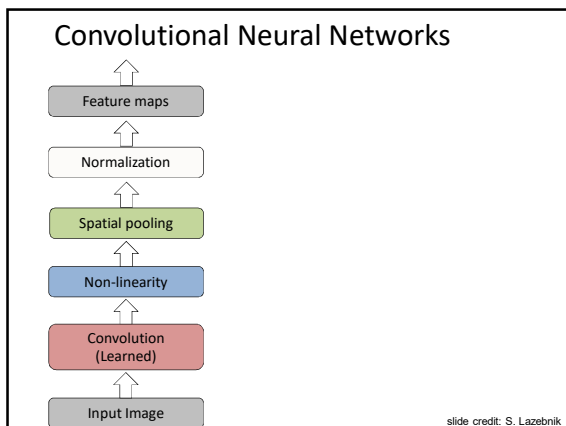 Convolutional Neural Networks
Feature maps
Normalization
Spatial pooling
Non-linearity
Convolution
(Learned)
Input Image
slide credit: S. Lazebnik